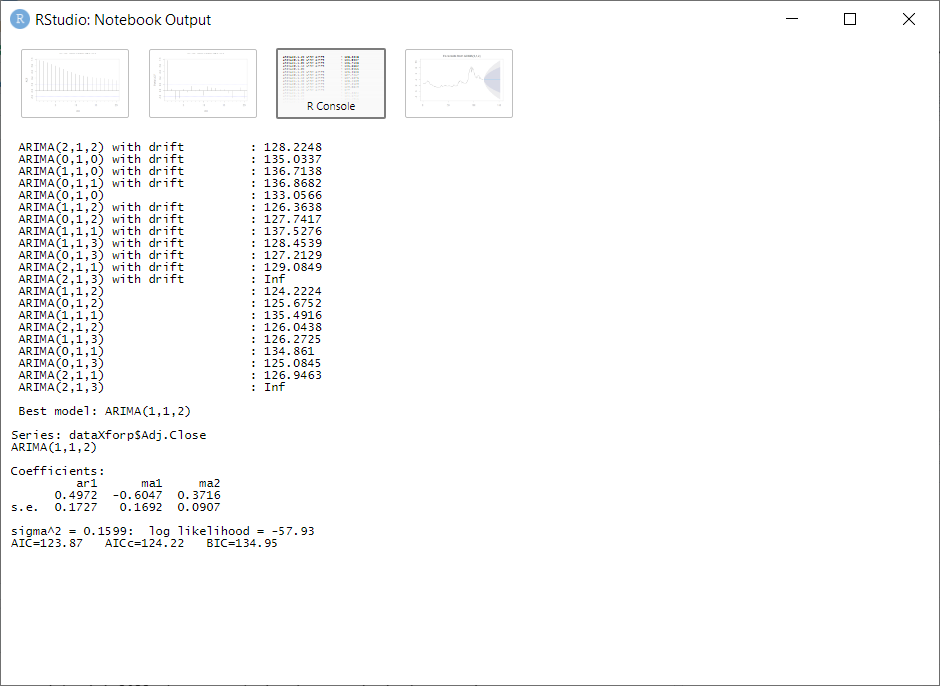 RStudio: Notebook Output
R Console
ARIMA(2,1,2) with drift : 128.2248
ARIMA(0,1,0) with drift : 135.0337
ARIMA(1,1,0) with drift : 136.7138
ARIMA(0,1,1) with drift : 136.8682
ARIMA(0,1,0) : 133.0566
ARIMA(1,1,2) with drift : 126.3638
ARIMA(0,1,2) with drift : 127.7417
ARIMA(1,1,1) with drift : 137.5276
ARIMA(1,1,3) with drift : 128.4539
ARIMA(0,1,3) with drift : 127.2129
ARIMA(2,1,1) with drift : 129.0849
ARIMA(2,1,3) with drift : Inf
ARIMA(1,1,2) : 124.2224
ARIMA(0,1,2) : 125.6752
ARIMA(1,1,1) : 135.4916
ARIMA(2,1,2) : 126.0438
ARIMA(1,1,3) : 126.2725
ARIMA(0,1,1) : 134.861
ARIMA(0,1,3) : 125.0845
ARIMA(2,1,1) : 126.9463
ARIMA(2,1,3) : Inf
Best model: ARIMA(1,1,2)
Series: dataXforp$Adj.Close
ARIMA(1,1,2)
Coefficients:
ar1 ma1 ma2
0.4972 -0.6047 0.3716
s.e. 0.1727 0.1692 0.0907
sigma^2 = 0.1599: log likelihood = -57.93
AIC=123.87 AICc=124.22 BIC=134.95